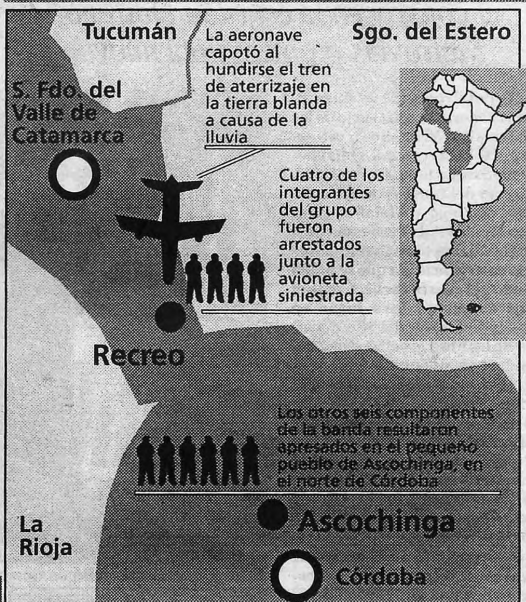 Tucumán
La aeronave
capotó al
hundirse el tren
de aterrizaje en
la tierra blanda
a causa de la
lluvia
Sgo. del Estero
S. Fdo. del
Valle de
Catamarca
Cuatro de los
integrantes
del grupo
fueron
arrestados
junto a la
avioneta
siniestrada
Recreo
Los otros seis componentes
de la banda resultaron
apresados en el pequeño
pueblo de Ascochinga, en
el norte de Córdoba
La
Rioja
Ascochinga
Córdoba